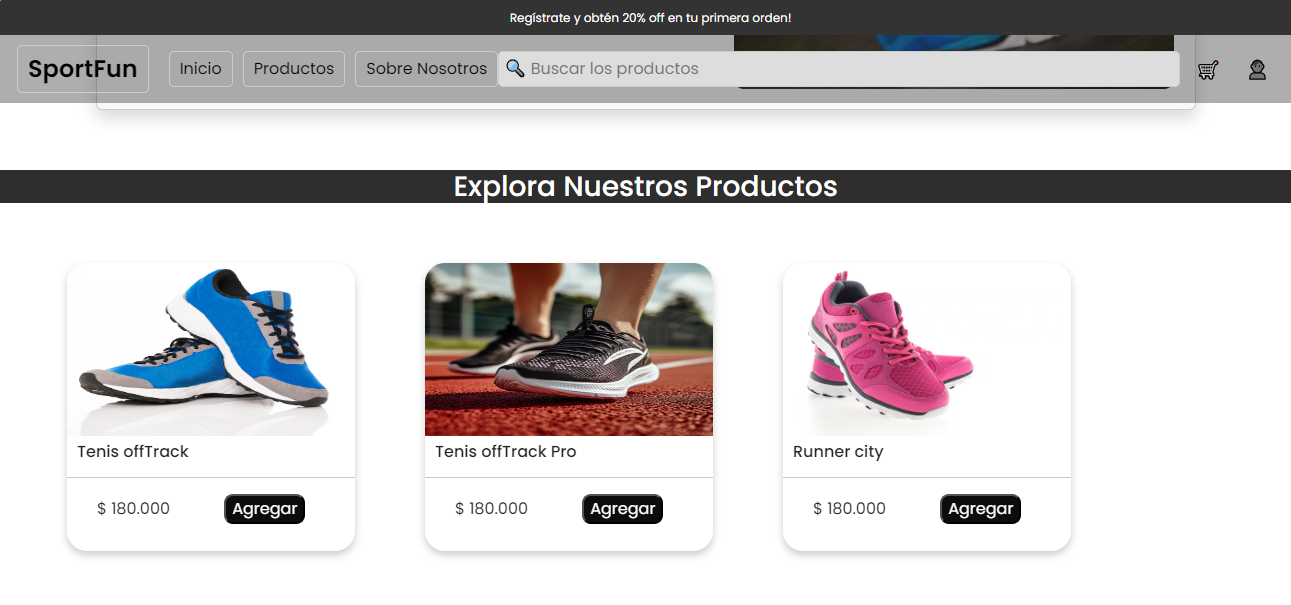 Regístrate y obtén 20% off en tu primera orden!
SportFun Inicio Productos Sobre Nosotros Buscar los productos
Explora Nuestros Productos
Tenis offTrack Tenis offTrack Pro Runner city
$ 180.000 Agregar $ 180.000 Agregar $ 180.000 Agregar